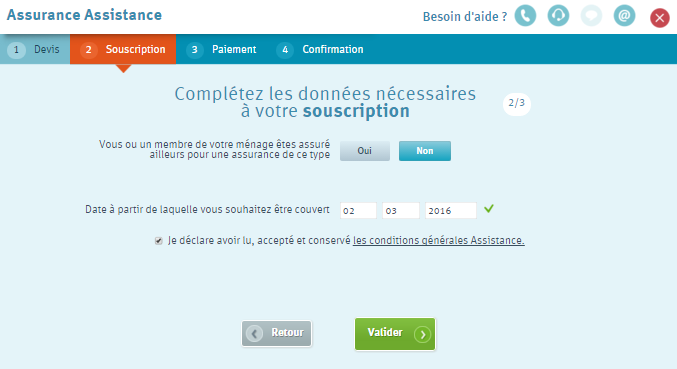 Assurance Assistance
Besoin d'aide ?
1 Devis 2 Souscription 3 Paiement 4 Confirmation
Complétez les données nécessaires
à votre souscription
2/3
Vous ou un membre de votre ménage êtes assuré
ailleurs pour une assurance de ce type
Oui Non
Date à partir de laquelle vous souhaitez être couvert 02 03 2016
Je déclare avoir lu, accepté et conservé les conditions générales Assistance.
Retour Valider